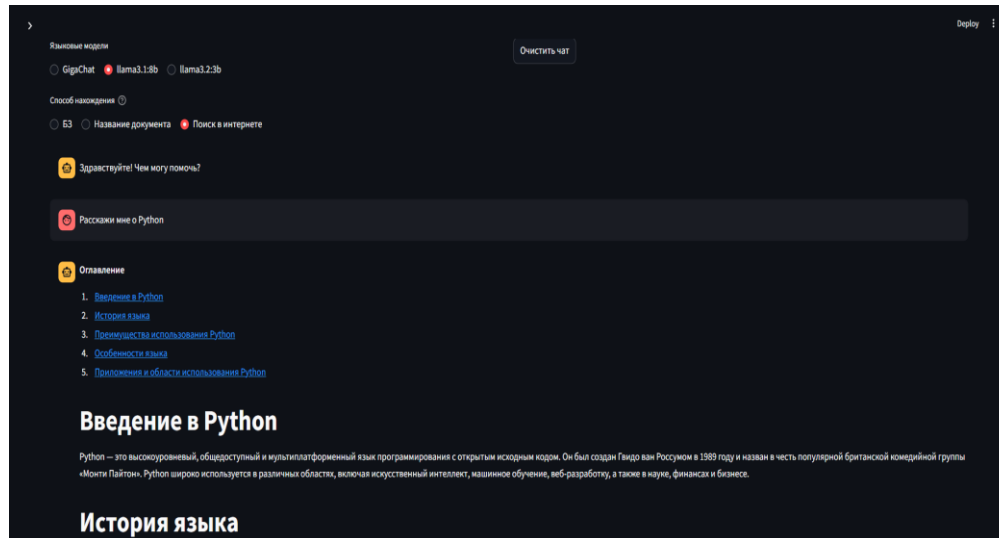 Deploy
Языковые модели
Очистить чат
GigaChat llama3.1:8b llama3.2:3b
Способ нахождения
БЗ Название документа Поиск в интернете
Здравствуйте! Чем могу помочь?
Расскажи мне о Python
Оглавление
1. Введение в Python
2. История языка
3. Преимущества использования Python
4. Особенности языка
5. Приложения и области использования Python
Введение в Python
Python — это высокоуровневый, общедоступный и мультиплатформенный язык программирования с открытым исходным кодом. Он был создан Гвидо ван Россумом в 1989 году и назван в честь популярной британской комедийной группы
«Монти Пайтон». Python широко используется в различных областях, включая искусственный интеллект, машинное обучение, веб-разработку, а также в науке, финансах и бизнесе.
История языка